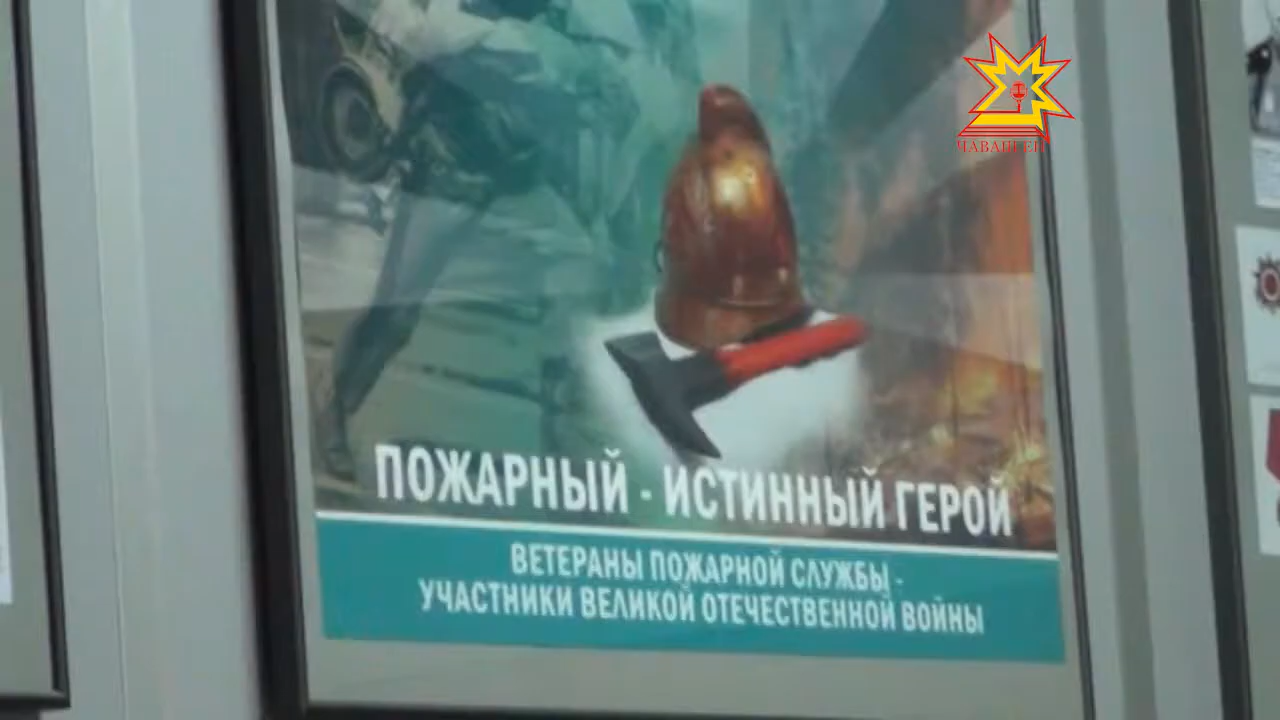 ПОЖАРНЫЙ - ИСТИННЫЙ ГЕРОЙ
ВЕТЕРАНЫ ПОЖАРНОЙ СЛУЖБЫ -
УЧАСТНИКИ ВЕЛИКОЙ ОТЕЧЕСТВЕННОЙ ВОЙНЫ